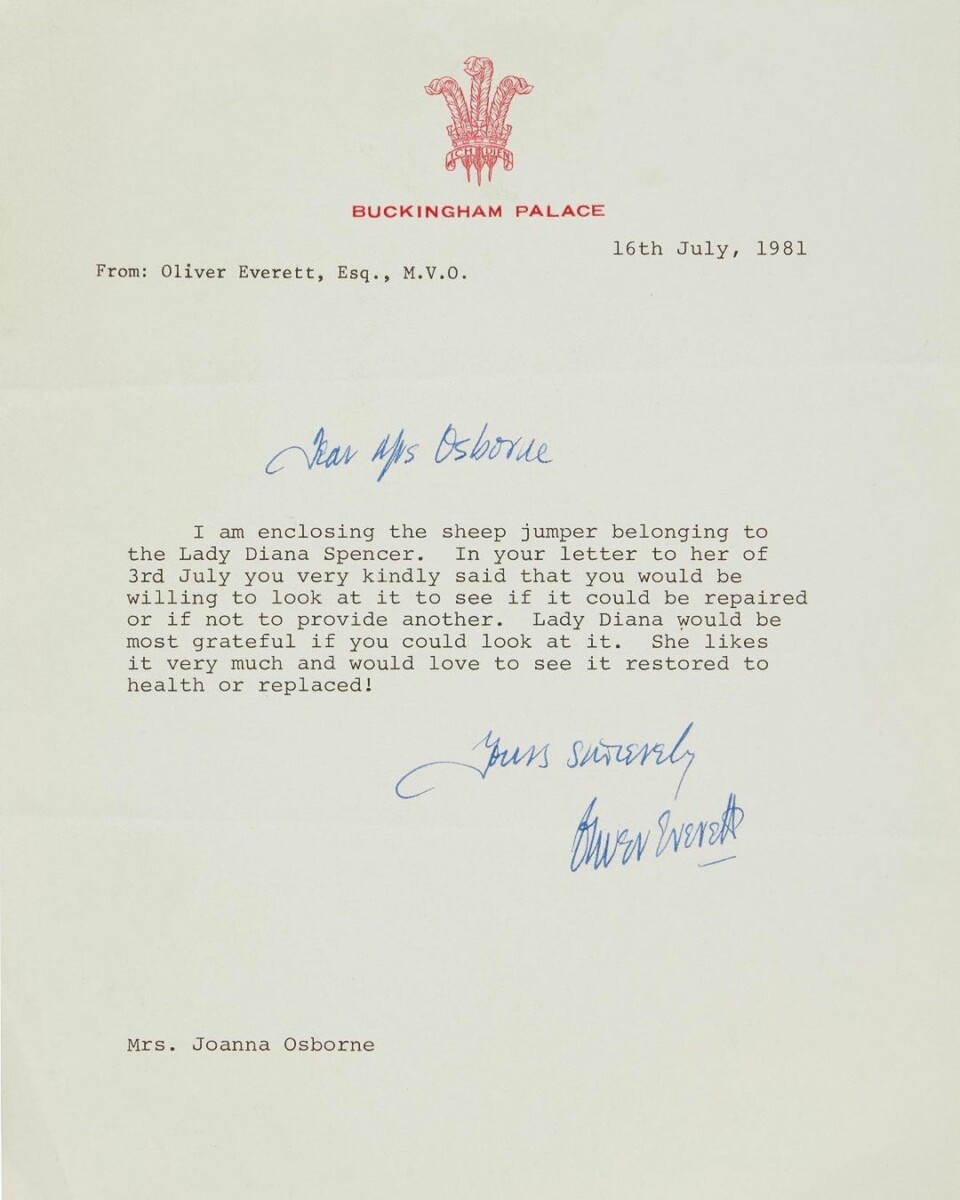 ICH DIEN
BUCKINGHAM PALACE
16th July, 1981
From: Oliver Everett, Esq., M.V.O.
Dear Mrs Osborne
I am enclosing the sheep jumper belonging to
the Lady Diana Spencer. In your letter to her of
3rd July you very kindly said that you would be
willing to look at it to see if it could be repaired
or if not to provide another. Lady Diana would be
most grateful if you could look at it. She likes
it very much and would love to see it restored to
health or replaced!
Yours sincerely
Oliver Everett
Mrs. Joanna Osborne